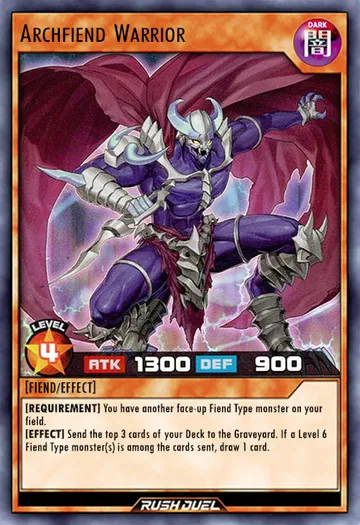 ARCHFIEND WARRIOR
DARK
闇
LEVEL
4
ATK 1300 DEF 900
[FIEND/EFFECT]
[REQUIREMENT] You have another face-up Fiend Type monster on your
field.
[EFFECT] Send the top 3 cards of your Deck to the Graveyard. If a Level 6
Fiend Type monster(s) is among the cards sent, draw 1 card.
RUSH DUEL